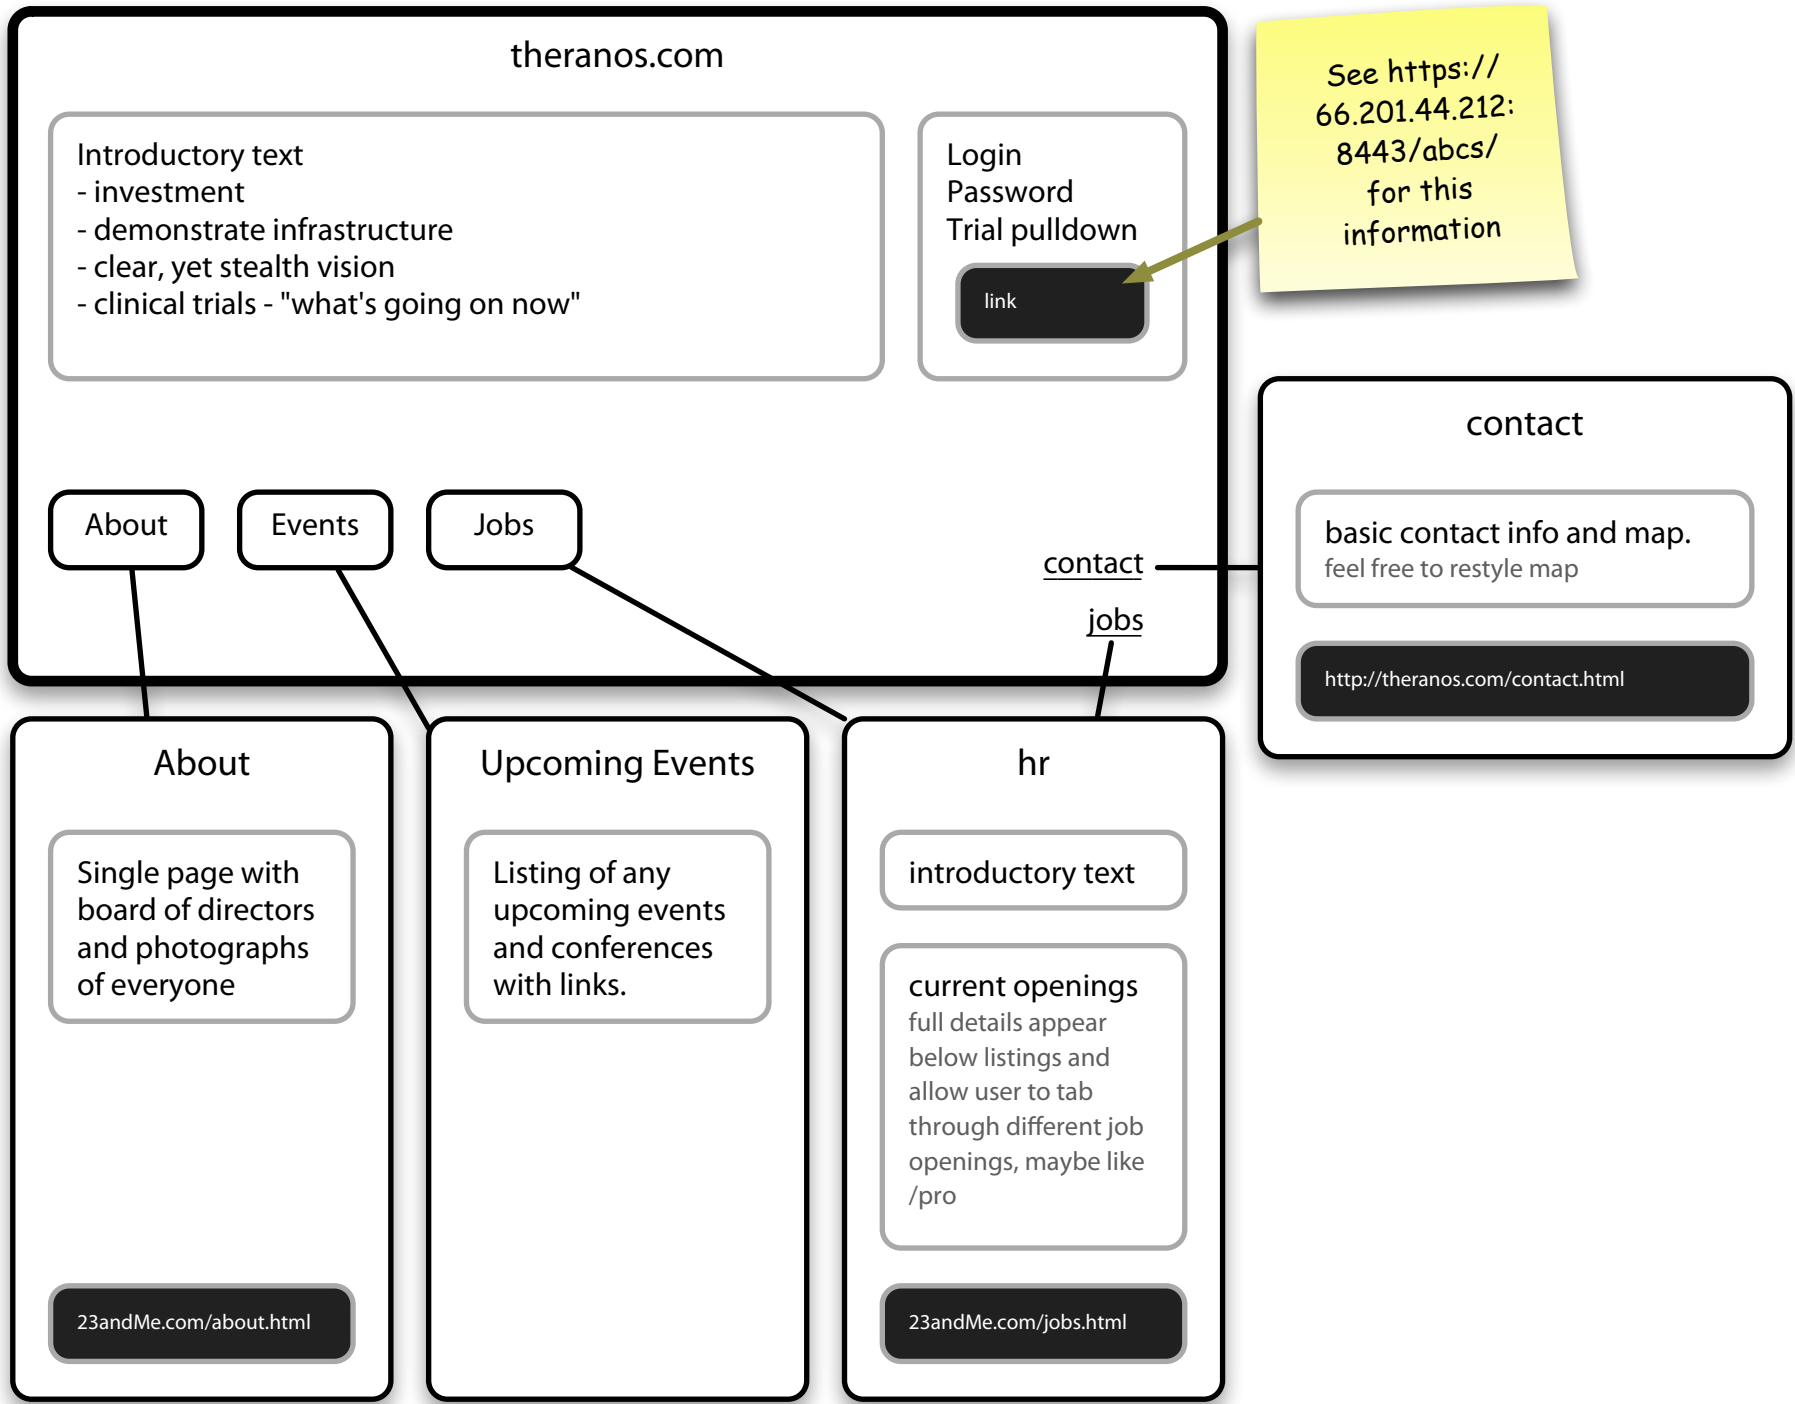 theranos.com
Introductory text
- investment
- demonstrate infrastructure
- clear, yet stealth vision
- clinical trials - "what's going on now"
Login
Password
Trial pulldown
link
See https://
66.201.44.212:
8443/abcs/
for this
information
About
Events
Jobs
contact
jobs
contact
basic contact info and map.
feel free to restyle map
http://theranos.com/contact.html
About
Single page with
board of directors
and photographs
of everyone
23andMe.com/about.html
Upcoming Events
Listing of any
upcoming events
and conferences
with links.
hr
introductory text
current openings
full details appear
below listings and
allow user to tab
through different job
openings, maybe like
/pro
23andMe.com/jobs.html